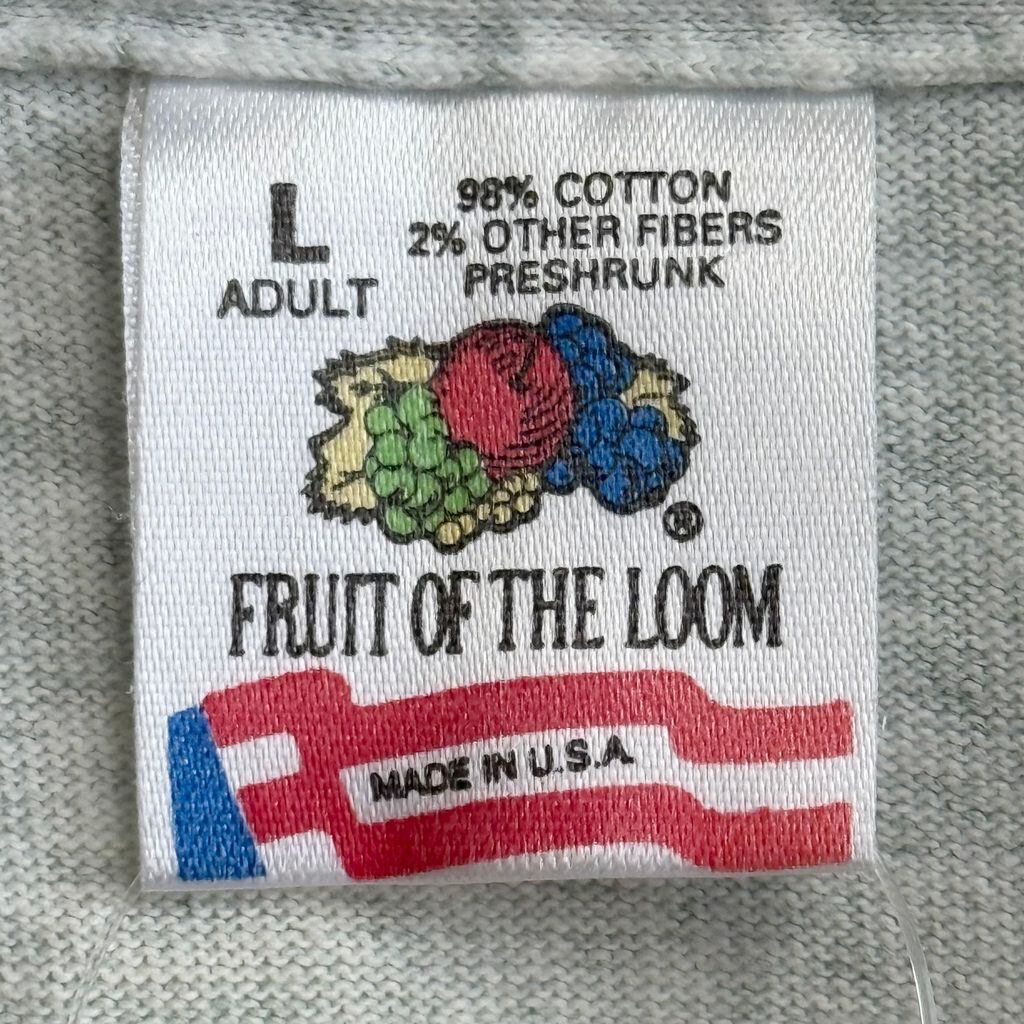 L
ADULT
98% COTTON
2% OTHER FIBERS
PRESHRUNK
®
FRUIT OF THE LOOM
MADE IN U.S.A.